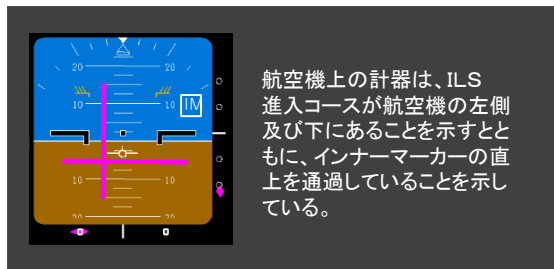 20 20
10 10
IM
10 10
20 20
航空機上の計器は、ILS
進入コースが航空機の左側
及び下にあることを示すとと
もに、インナーマーカーの直
上を通過していることを示し
ている。